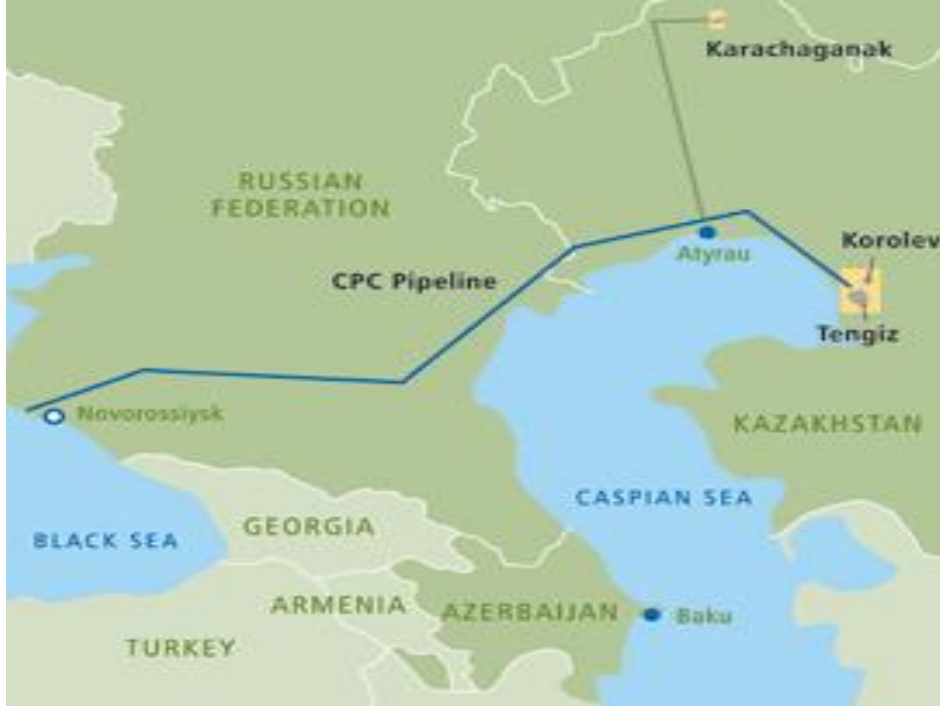 Karachaganak
RUSSIAN
FEDERATION
Korolev
Atyrau
CPC Pipeline
Tengiz
Novorossiysk
KAZAKHSTAN
CASPIAN SEA
GEORGIA
BLACK SEA
ARMENIA
AZERBAIJAN
Baku
TURKEY